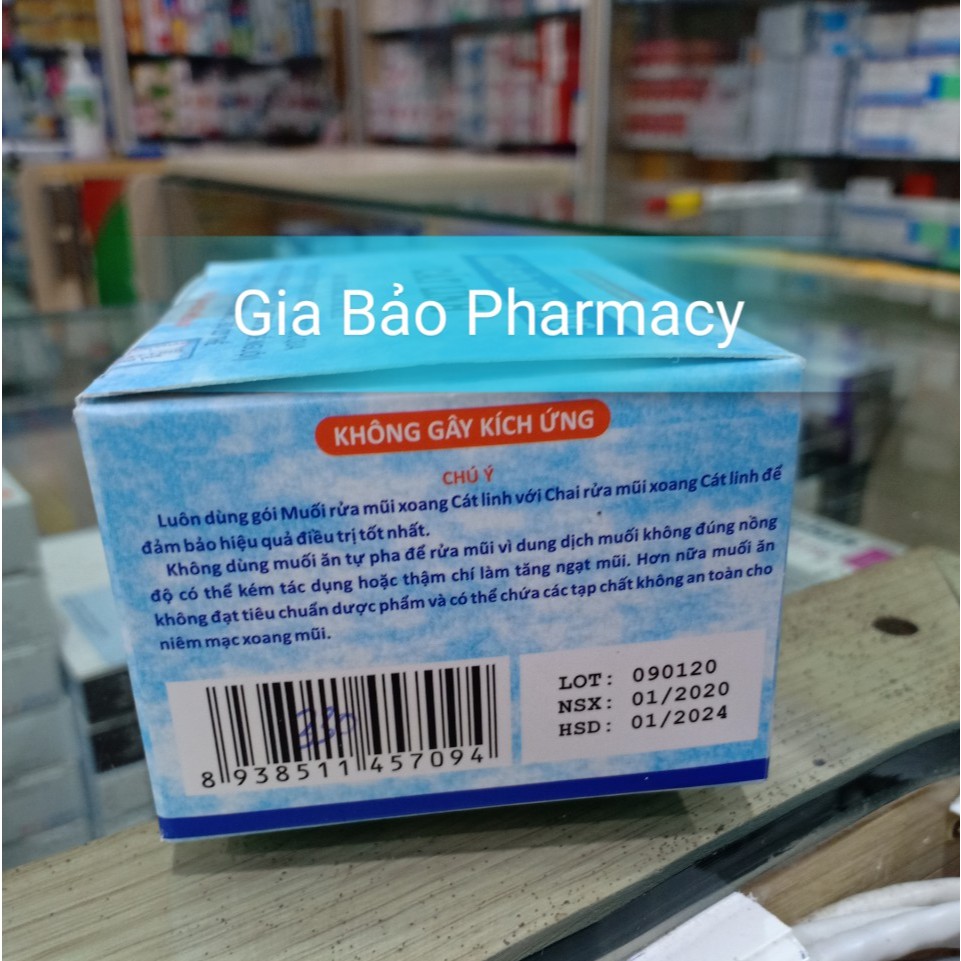 Gia Bảo Pharmacy
KHÔNG GÂY KÍCH ỨNG
CHÚ Ý
Luôn dùng gói Muối rửa mũi xoang Cát linh với Chai rửa mũi xoang Cát linh để
đảm bảo hiệu quả điều trị tốt nhất.
Không dùng muối ăn tự pha để rửa mũi vì dung dịch muối không đúng nồng
độ có thể kém tác dụng hoặc thậm chí làm tăng ngạt mũi. Hơn nữa muối ăn
không đạt tiêu chuẩn dược phẩm và có thể chứa các tạp chất không an toàn cho
niêm mạc xoang mũi.
LOT: 090120
NSX: 01/2020
HSD: 01/2024
230
8 938511 457094